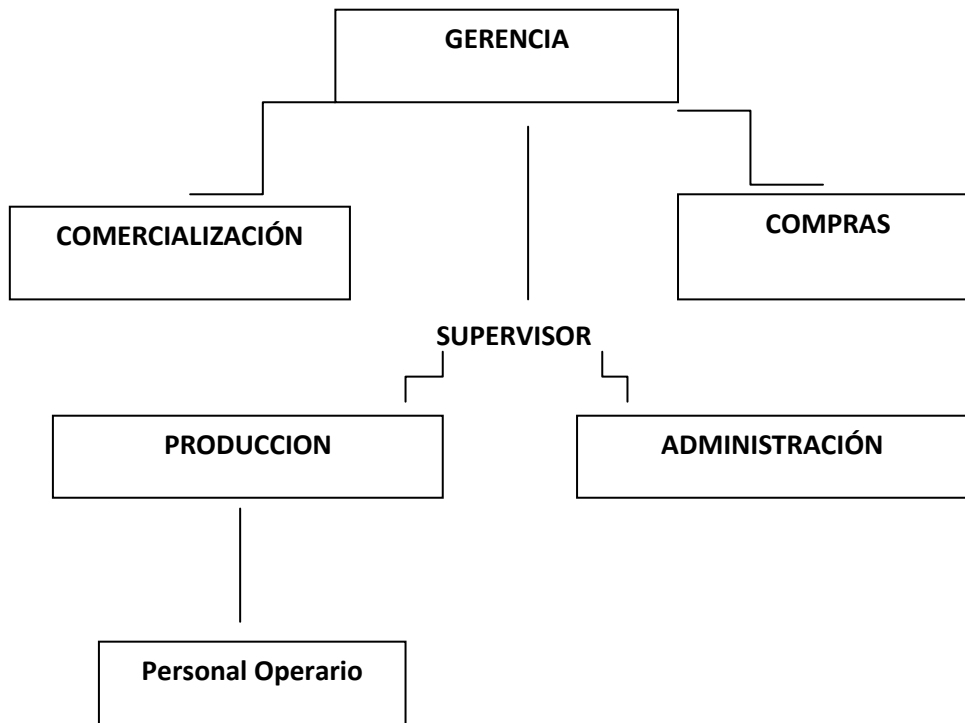 GERENCIA
COMERCIALIZACIÓN
COMPRAS
SUPERVISOR
PRODUCCION
ADMINISTRACIÓN
Personal Operario